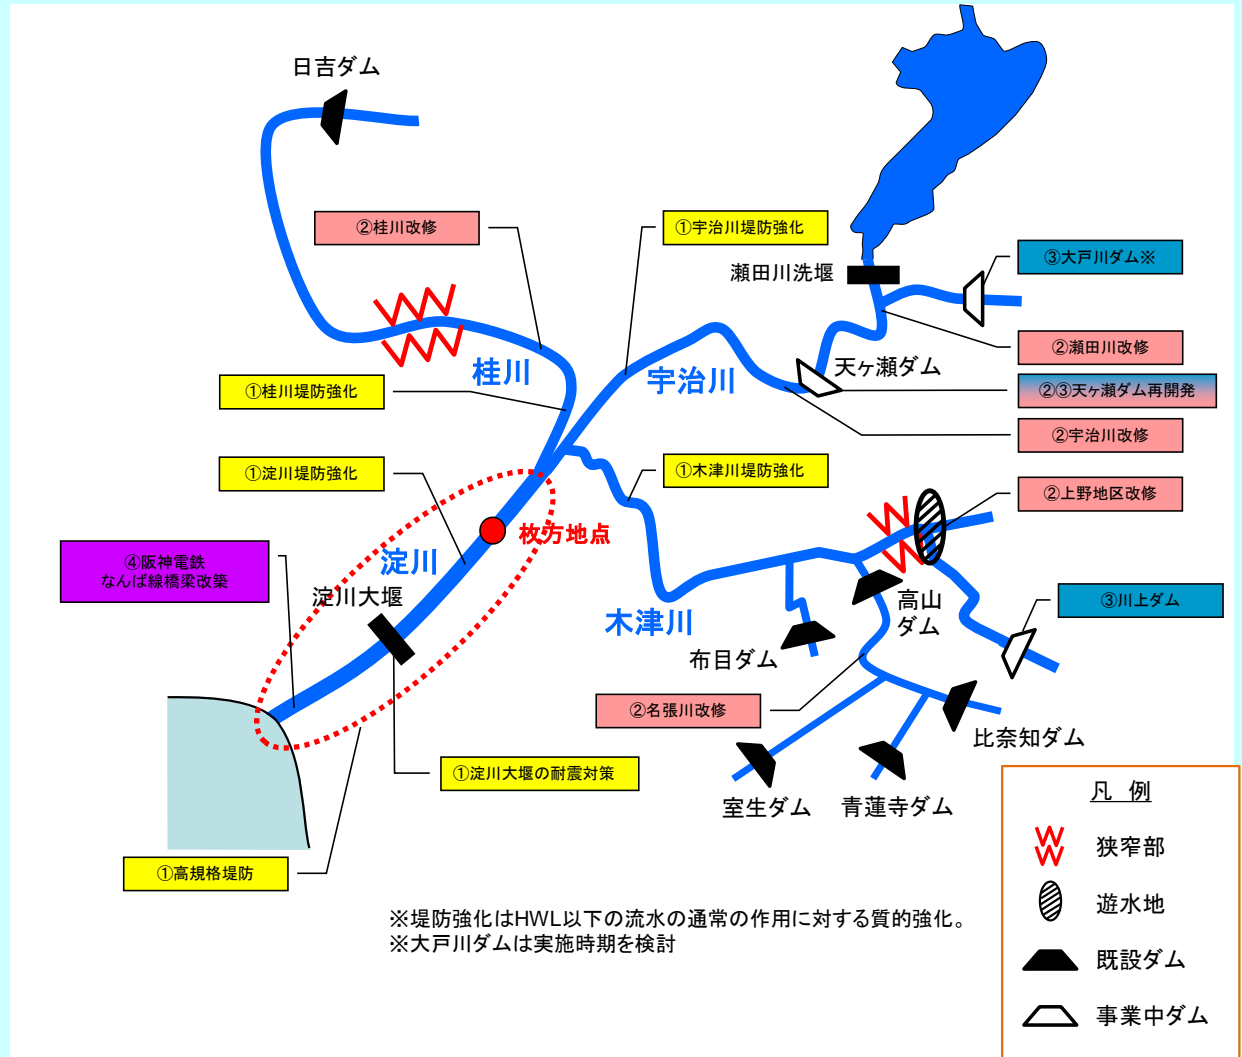 日吉ダム
②桂川改修
①宇治川堤防強化
瀬田川洗堰
③大戸川ダム※
②瀬田川改修
天ヶ瀬ダム
②③天ヶ瀬ダム再開発
②宇治川改修
桂川
宇治川
①桂川堤防強化
①淀川堤防強化
①木津川堤防強化
②上野地区改修
枚方地点
淀川
④阪神電鉄
なんば線橋梁改築
淀川大堰
木津川
高山
ダム
③川上ダム
布目ダム
②名張川改修
比奈知ダム
①淀川大堰の耐震対策
室生ダム
青蓮寺ダム
①高規格堤防
※堤防強化はHWL以下の流水の通常の作用に対する質的強化。
※大戸川ダムは実施時期を検討
凡 例
狭窄部
遊水地
既設ダム
事業中ダム